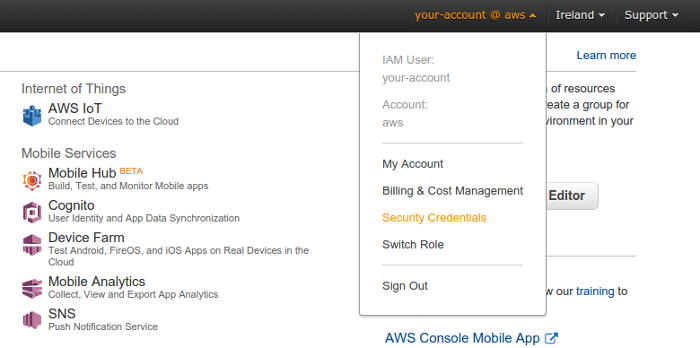 your-account @ aws
Ireland
Support
Internet of Things
AWS IoT
Connect Devices to the Cloud
Mobile Services
Mobile Hub BETA
Build, Test, and Monitor Mobile apps
Cognito
User Identity and App Data Synchronization
Device Farm
Test Android, FireOS, and iOS Apps on Real Devices in the
Cloud
Mobile Analytics
Collect, View and Export App Analytics
SNS
Push Notification Service
IAM User:
your-account
Account:
aws
My Account
Billing & Cost Management
Security Credentials
Switch Role
Sign Out
Learn more
of resources
eate a group for
vironment in your
Editor
w our training to
AWS Console Mobile App